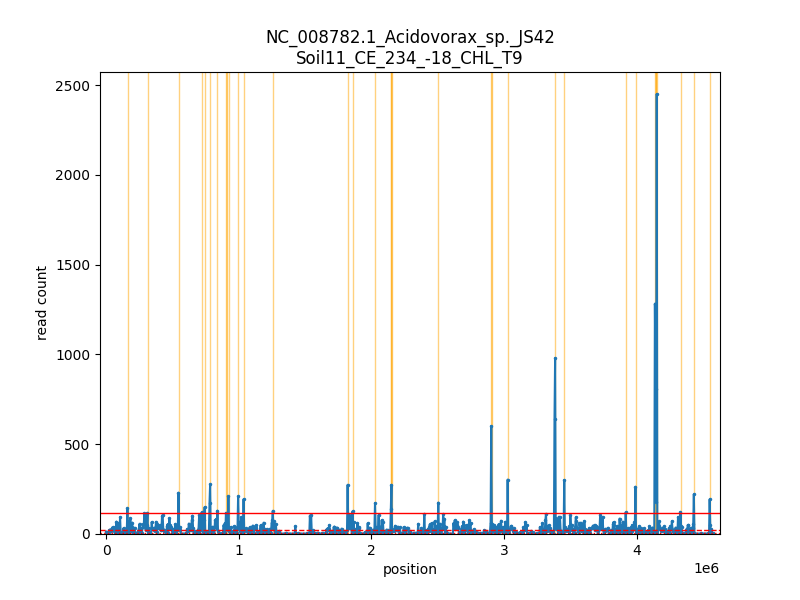 NC_008782.1_Acidovorax_sp._JS42
Soil11_CE_234_-18_CHL_T9
2500
2000
1500
1000
500
0
read count
0
1
2
3
4
1e6
position